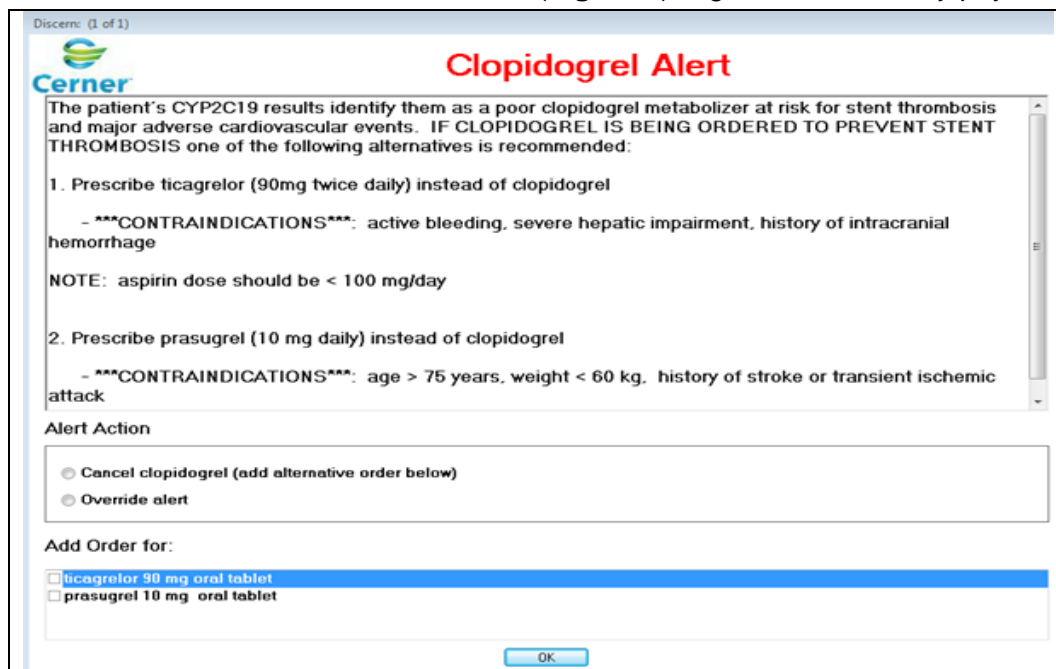 Discern: (1 of 1)
Cerner
Clopidogrel Alert
The patient's CYP2C19 results identify them as a poor clopidogrel metabolizer at risk for stent thrombosis
and major adverse cardiovascular events. IF CLOPIDOGREL IS BEING ORDERED TO PREVENT STENT
THROMBOSIS one of the following alternatives is recommended:
1. Prescribe ticagrelor (90mg twice daily) instead of clopidogrel
- ***CONTRAINDICATIONS***: active bleeding, severe hepatic impairment, history of intracranial
hemorrhage
NOTE: aspirin dose should be < 100 mg/day
2. Prescribe prasugrel (10 mg daily) instead of clopidogrel
- ***CONTRAINDICATIONS***: age > 75 years, weight < 60 kg, history of stroke or transient ischemic
attack
Alert Action
Cancel clopidogrel (add alternative order below)
Override alert
Add Order for:
ticagrelor 90 mg oral tablet
prasugrel 10 mg oral tablet
OK